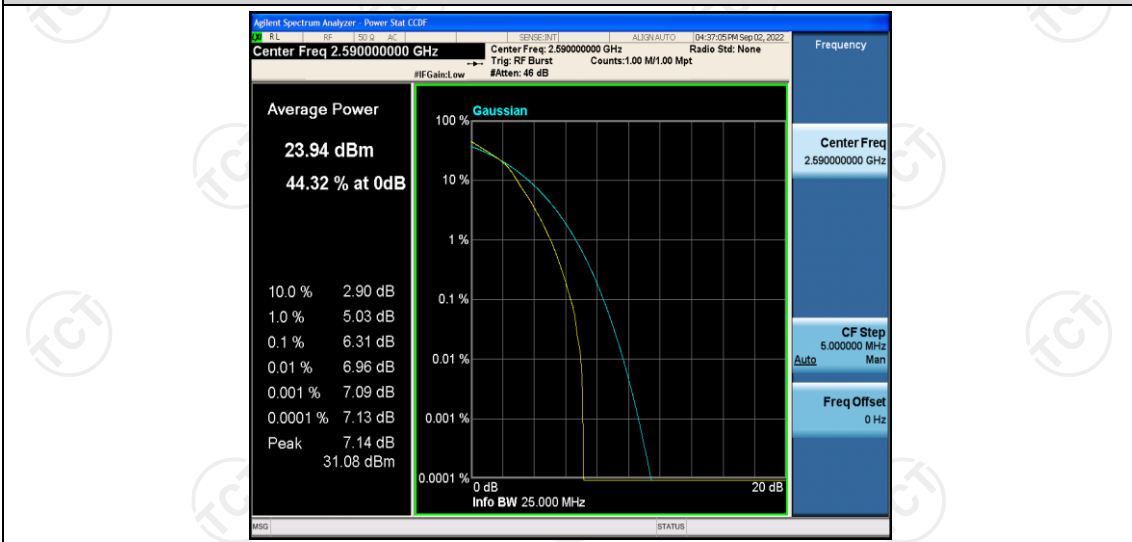 Agilent Spectrum Analyzer - Power Stat CCDF
LXI RL RF 50 Ω AC SENSE:INT ALIGN AUTO 04:37:05 PM Sep 02, 2022
Center Freq 2.590000000 GHz
Center Freq: 2.590000000 GHz Radio Std: None
Trig: RF Burst Counts:1.00 M/1.00 Mpt
#IFGain:Low #Atten: 46 dB
Frequency
Average Power
23.94 dBm
44.32 % at 0dB
10.0 % 2.90 dB
1.0 % 5.03 dB
0.1 % 6.31 dB
0.01 % 6.96 dB
0.001 % 7.09 dB
0.0001 % 7.13 dB
Peak 7.14 dB
31.08 dBm
Gaussian
100 %
10 %
1 %
0.1 %
0.01 %
0.001 %
0.0001 %
0 dB 20 dB
Info BW 25.000 MHz
Center Freq
2.590000000 GHz
CF Step
5.000000 MHz
Auto Man
Freq Offset
0 Hz
MSG STATUS
TCT
TCT
TCT
TCT
TCT
TCT